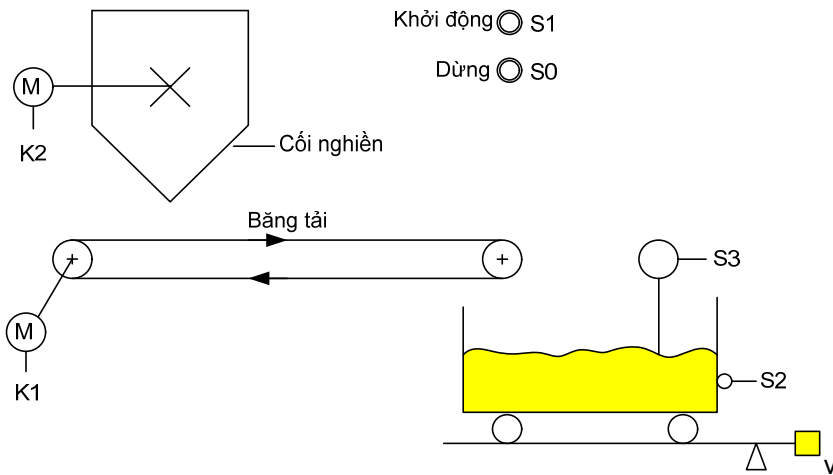 Khởi động S1
Dừng S0
M
K2
Cối nghiền
Băng tải
S3
M
K1
S2